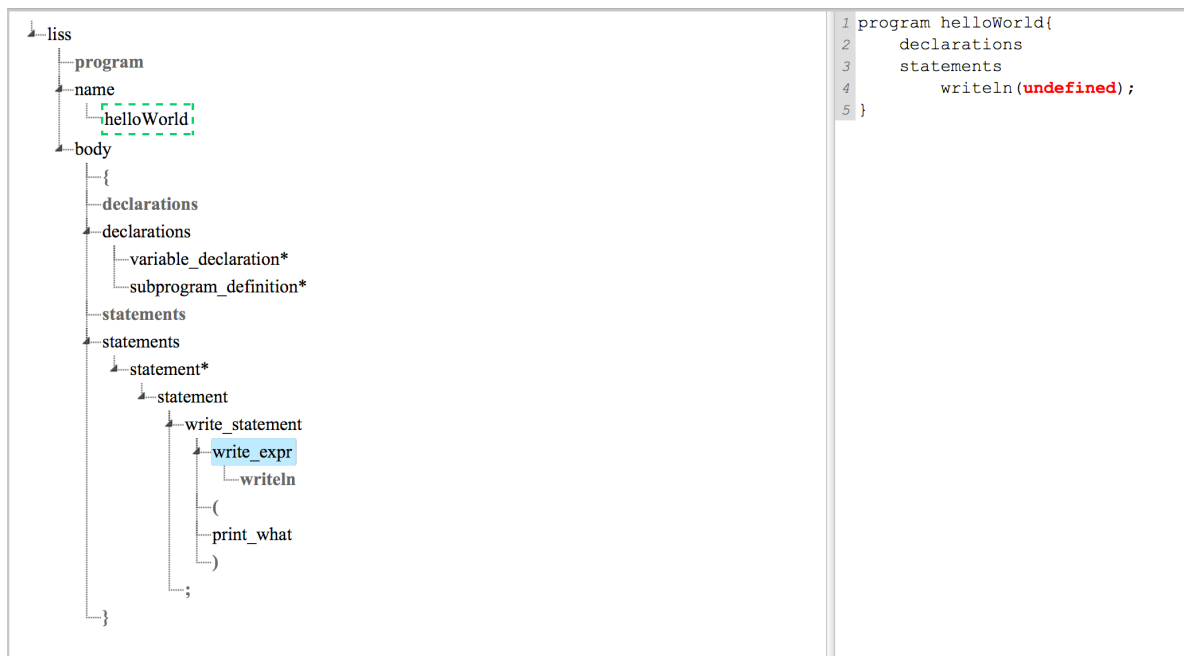 liss
program
name
helloWorld
body
{
declarations
declarations
variable_declaration*
subprogram_definition*
statements
statements
statement*
statement
write_statement
write_expr
writeln
(
print_what
)
;
}
1 program helloWorld{
2 declarations
3 statements
4 writeln(undefined);
5 }